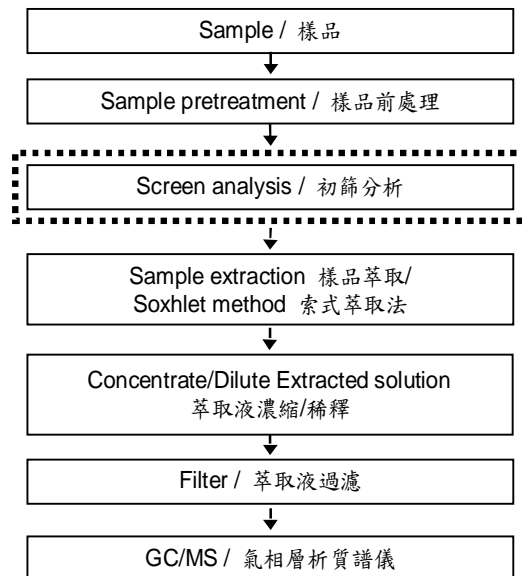 Sample / 樣品
Sample pretreatment / 樣品前處理
Screen analysis / 初篩分析
Sample extraction 樣品萃取/
Soxhlet method 索式萃取法
Concentrate/Dilute Extracted solution
萃取液濃縮/稀釋
Filter / 萃取液過濾
GC/MS / 氣相層析質譜儀